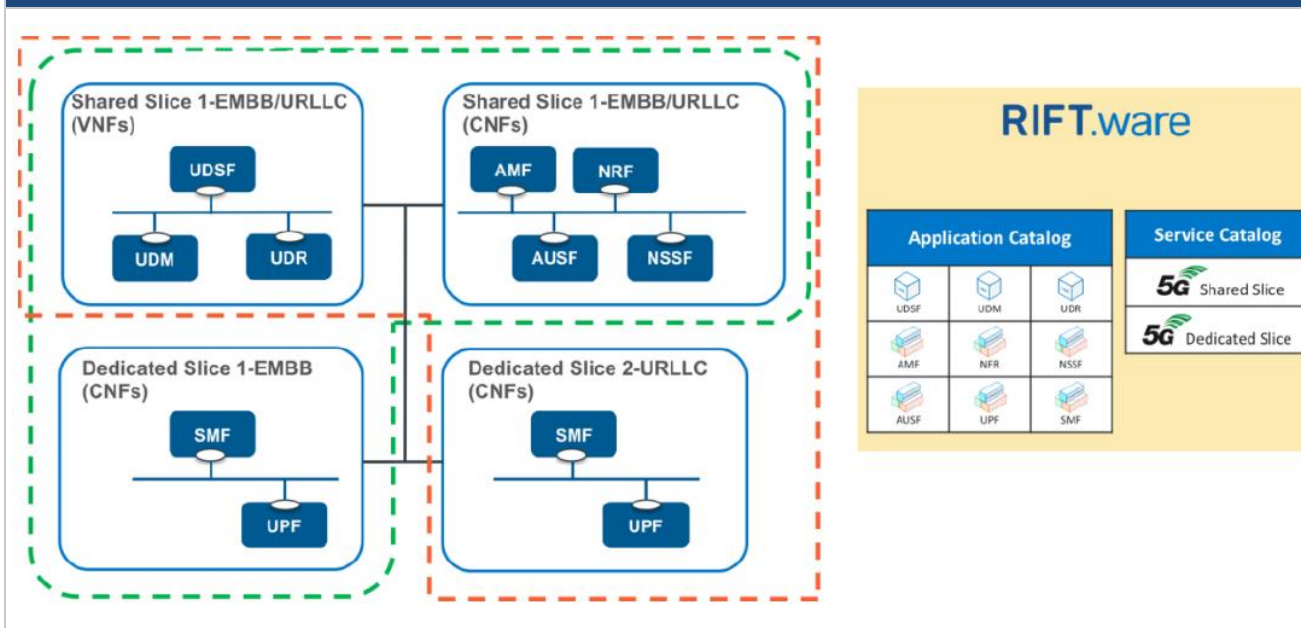 Shared Slice 1-EMBB/URLLC
(VNFs)
UDSF
UDM
UDR
Shared Slice 1-EMBB/URLLC
(CNFs)
AMF
NRF
AUSF
NSSF
Dedicated Slice 1-EMBB
(CNFs)
SMF
UPF
Dedicated Slice 2-URLLC
(CNFs)
SMF
UPF
RIFT.ware
Application Catalog
UDSF
UDM
UDR
AMF
NFR
NSSF
AUSF
UPF
SMF
Service Catalog
5G Shared Slice
5G Dedicated Slice